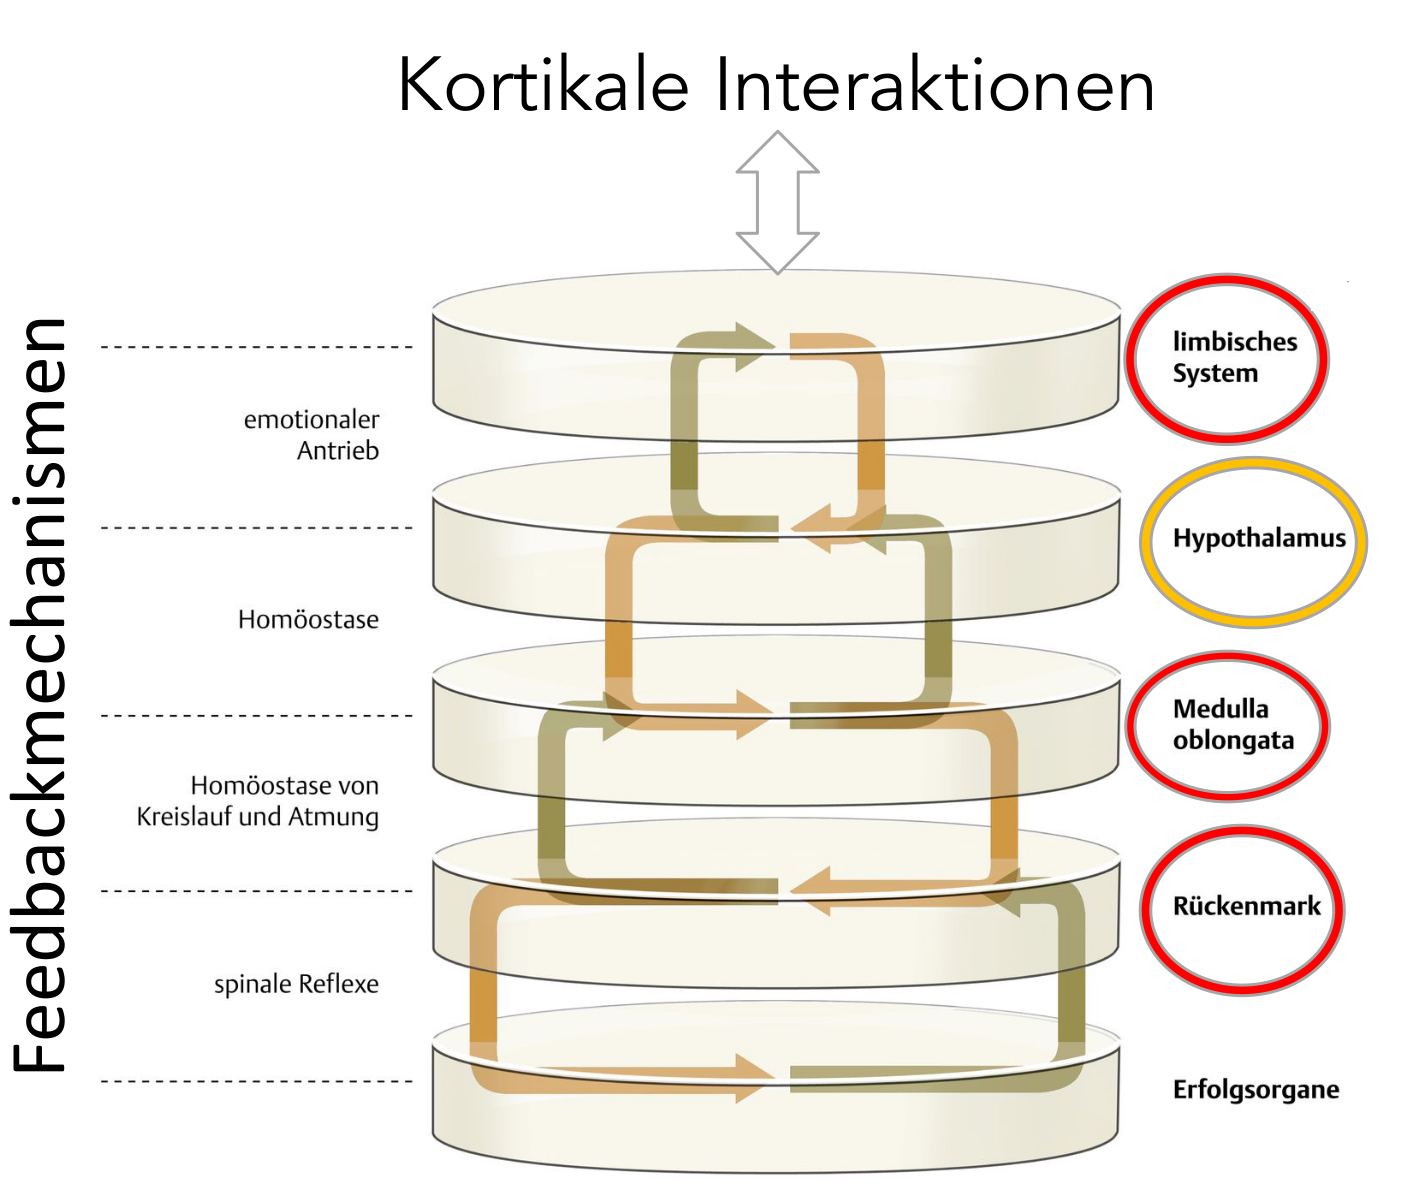 Kortikale Interaktionen
Feedbackmechanismen
limbisches
System
emotionaler
Antrieb
Hypothalamus
Homöostase
Medulla
oblongata
Homöostase von
Kreislauf und Atmung
Rückenmark
spinale Reflexe
Erfolgsorgane